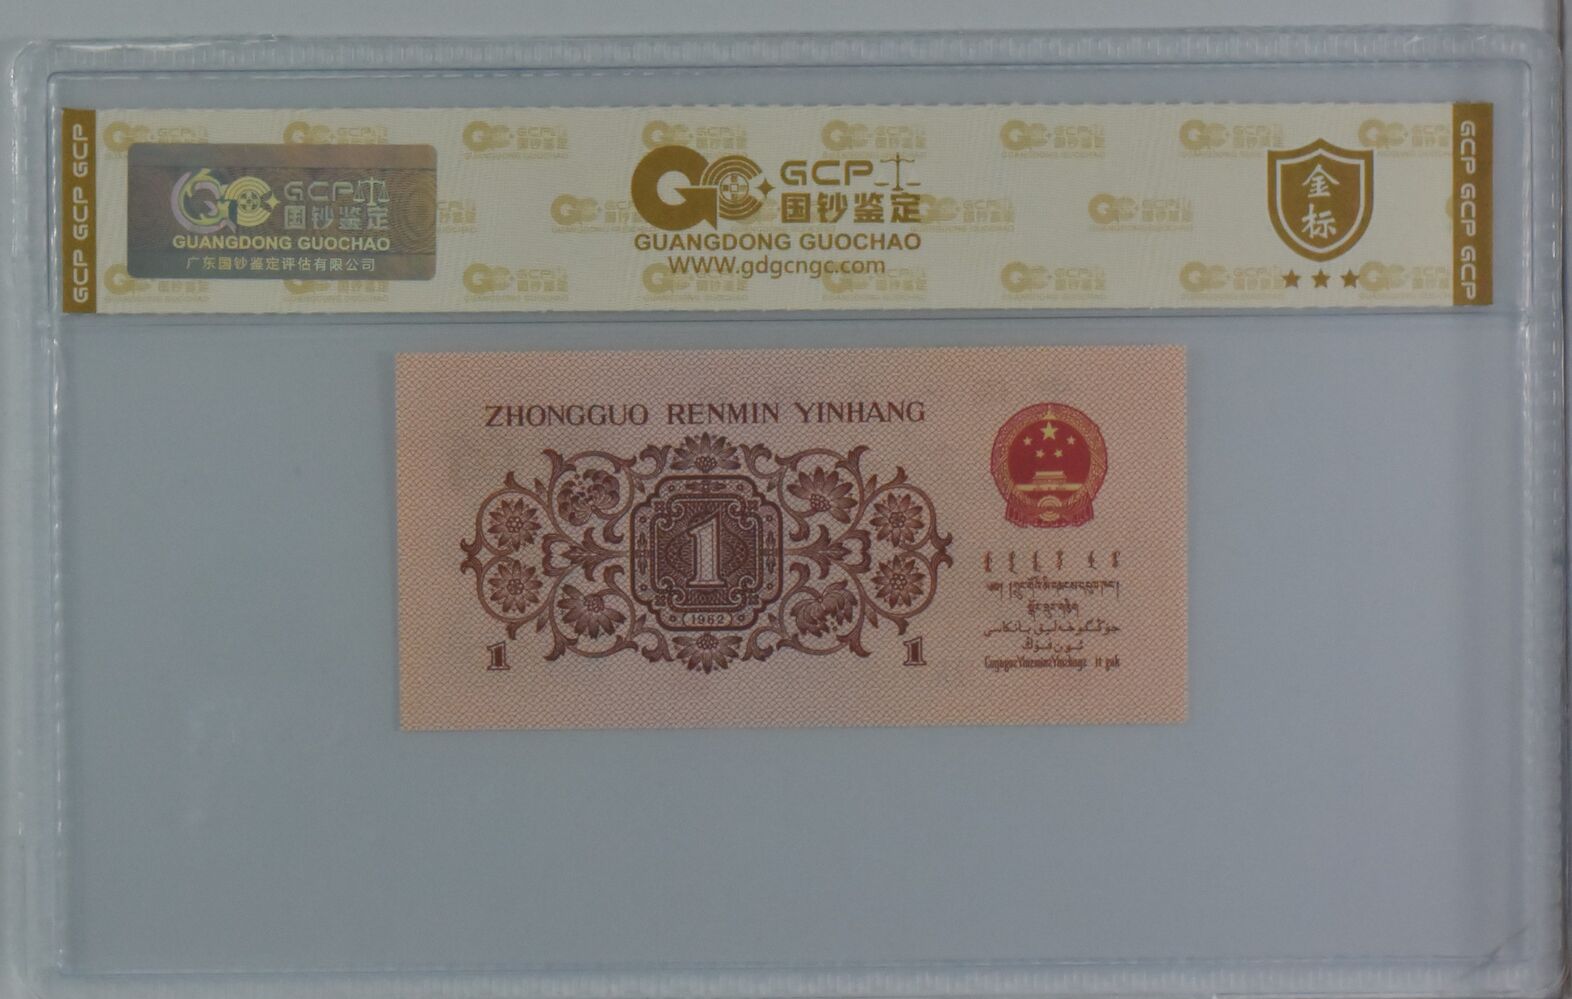 GCP GCP GCP
GCP
国钞鉴定
GUANGDONG GUOCHAO
广东国钞鉴定评估有限公司
GCP
国钞鉴定
GUANGDONG GUOCHAO
WWW.gdgcngc.com
金标
GCP GCP GCP
ZHONGGUO RENMIN YINHANG
1
(1962)
1
1